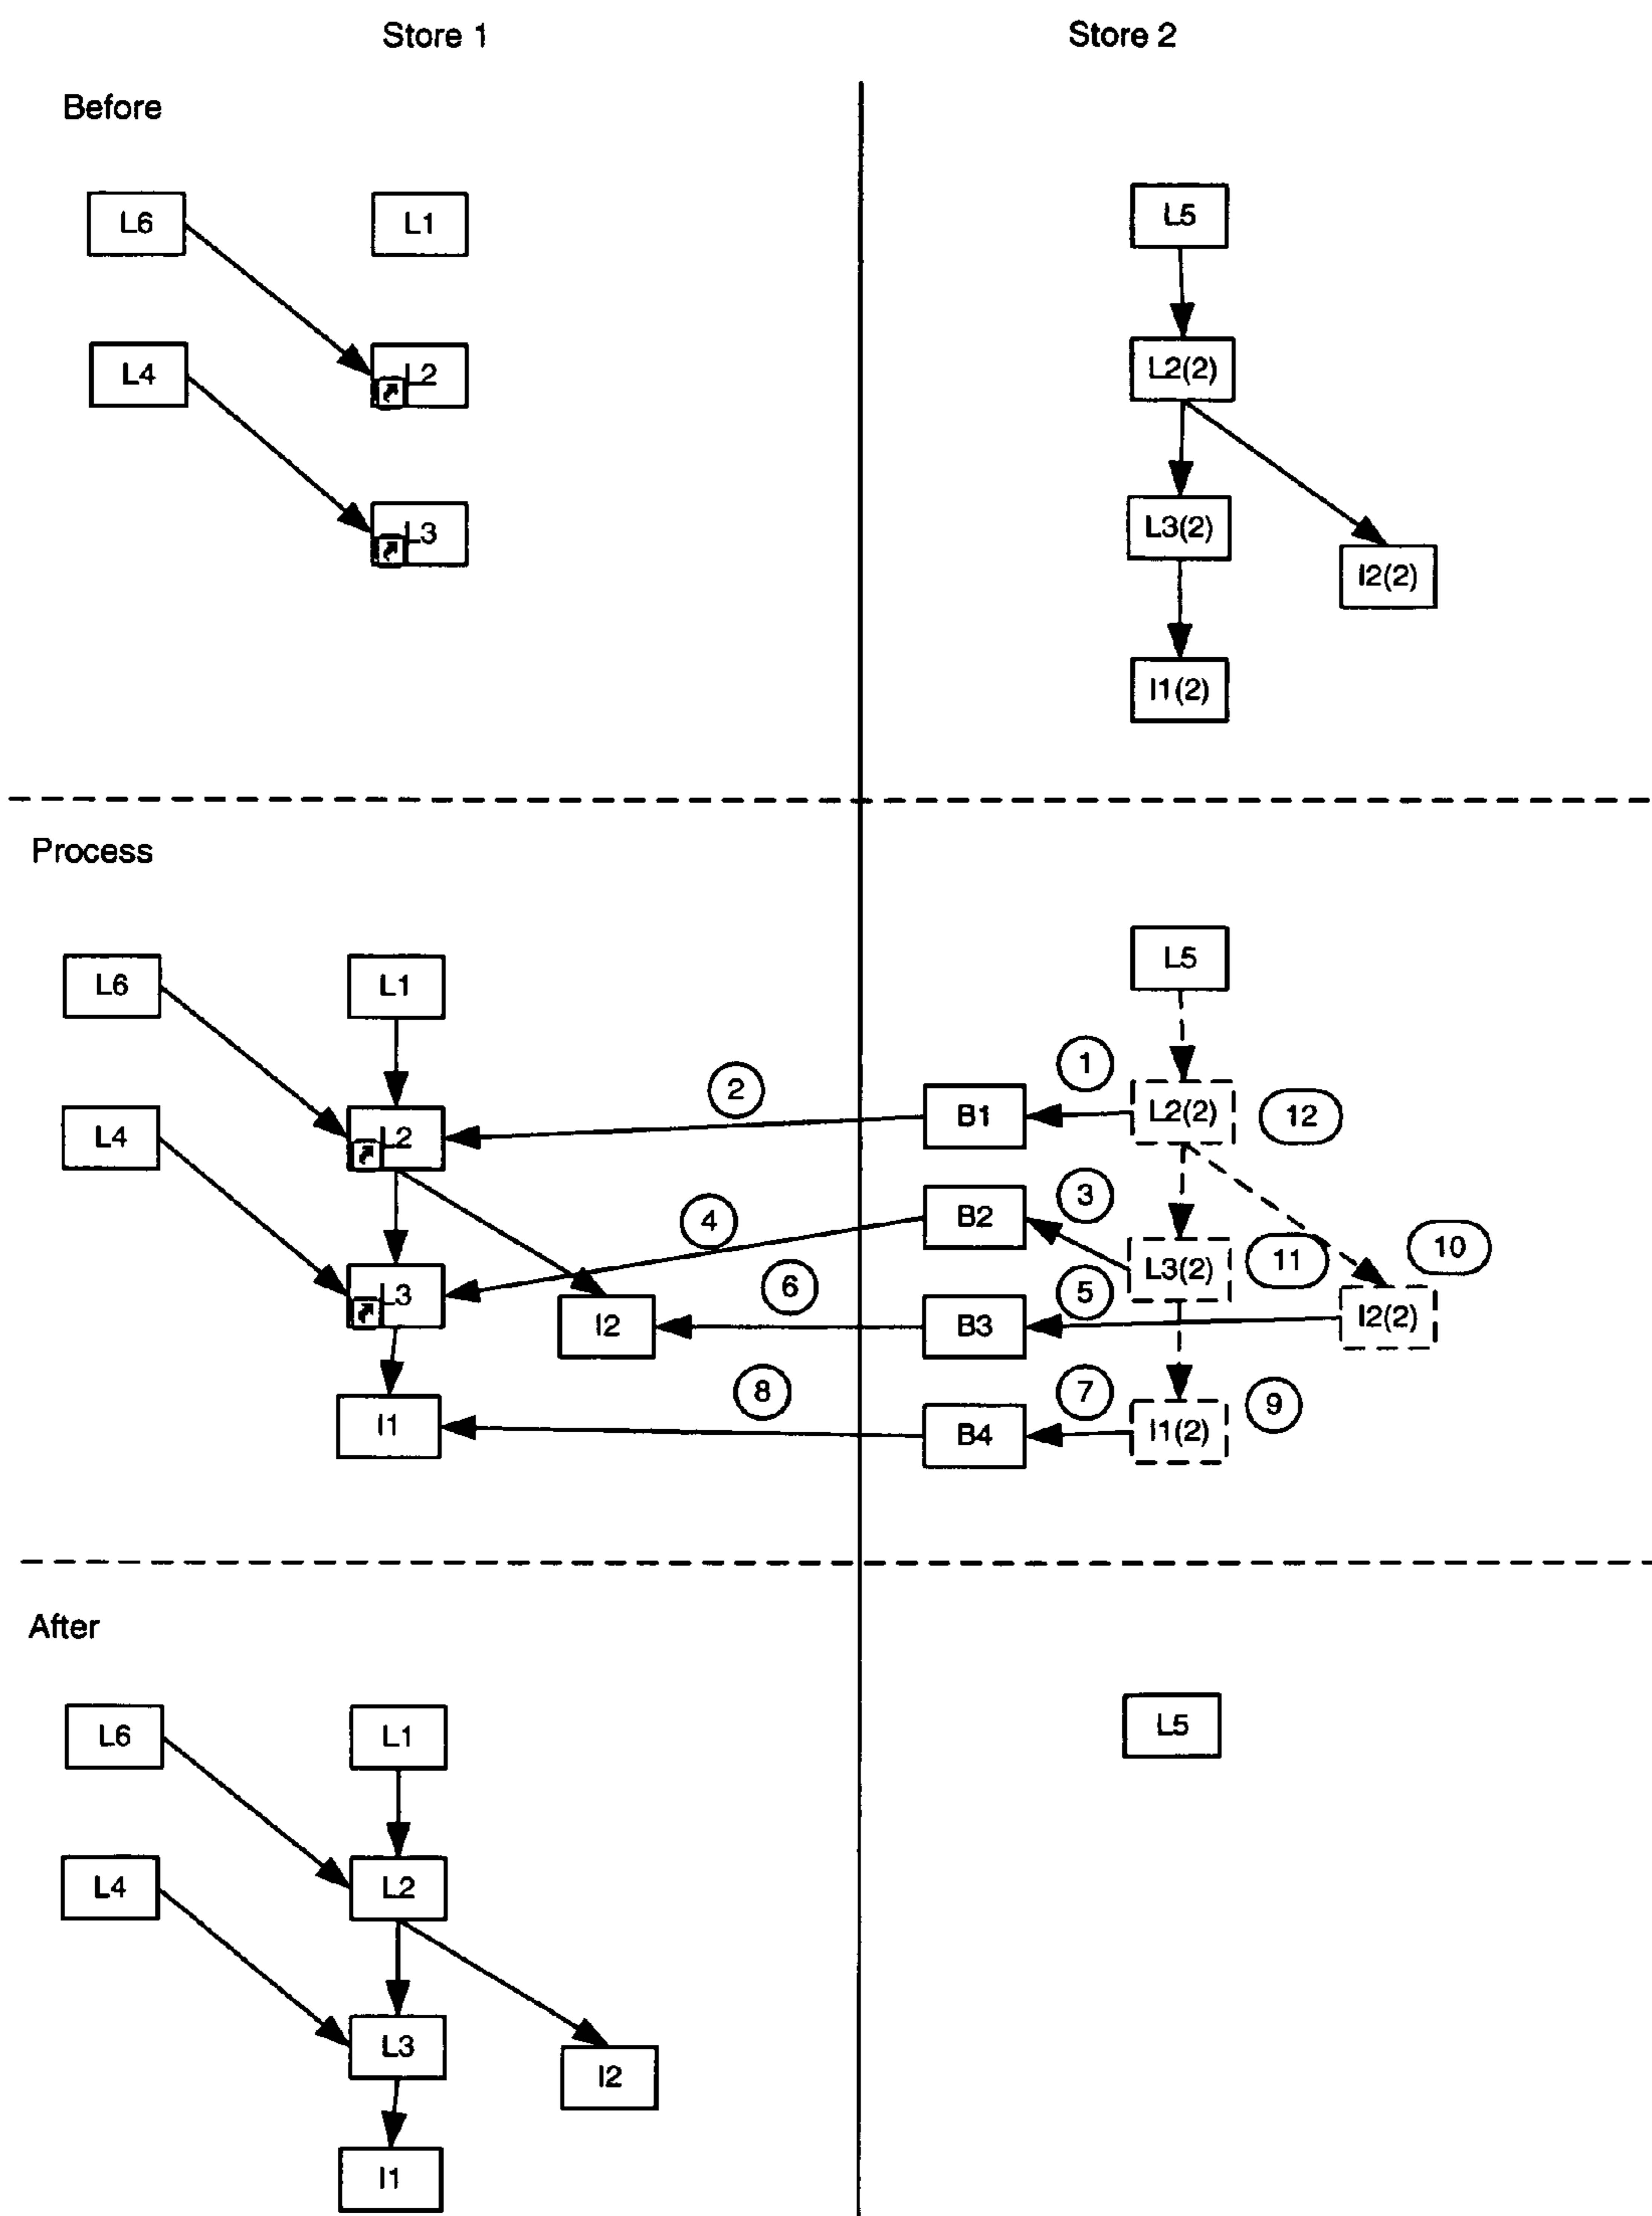 Store 1
Store 2
Before
L6
L1
L5
L4
L2
L2(2)
L3
L3(2)
I2(2)
I1(2)
Process
L6
L1
L5
1
2
L2(2)
12
B1
L4
L2
3
4
B2
L3(2)
11
10
L3
6
5
I2
B3
I2(2)
8
7
9
I1
B4
I1(2)
After
L6
L1
L5
L4
L2
L3
I2
I1